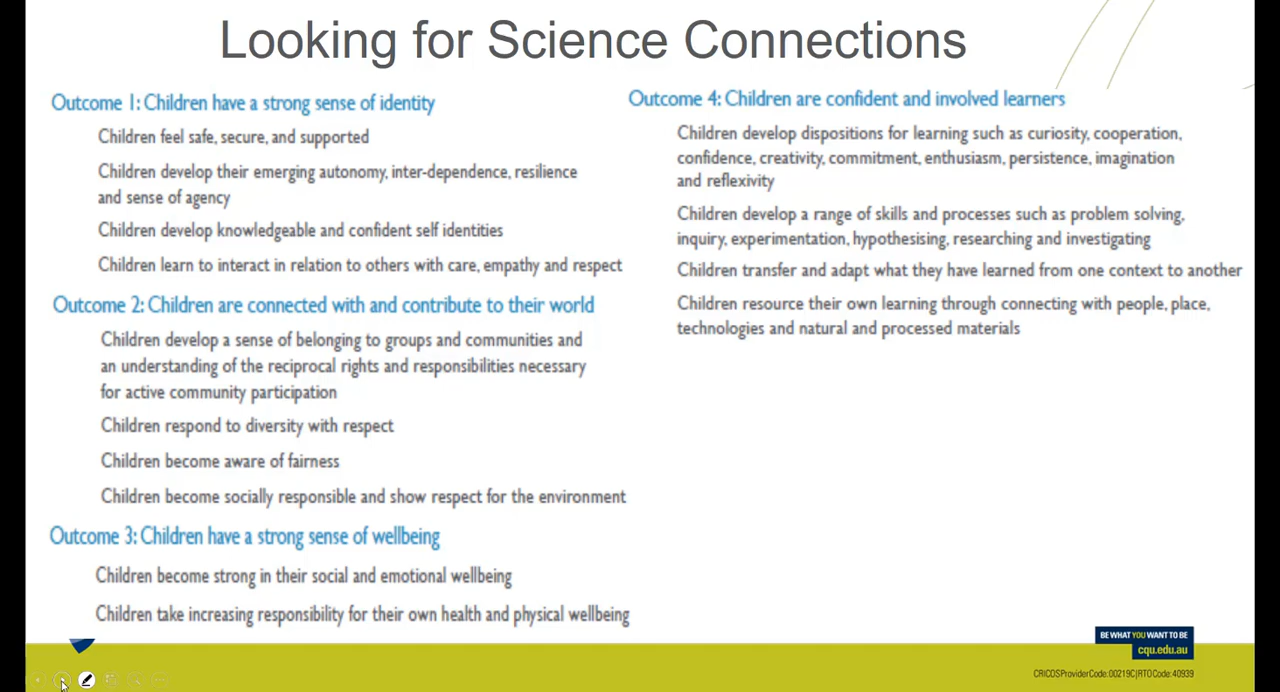 Looking for Science Connections
Outcome 1: Children have a strong sense of identity
Children feel safe, secure, and supported
Children develop their emerging autonomy, inter-dependence, resilience
and sense of agency
Children develop knowledgeable and confident self identities
Children learn to interact in relation to others with care, empathy and respect
Outcome 2: Children are connected with and contribute to their world
Children develop a sense of belonging to groups and communities and
an understanding of the reciprocal rights and responsibilities necessary
for active community participation
Children respond to diversity with respect
Children become aware of fairness
Children become socially responsible and show respect for the environment
Outcome 3: Children have a strong sense of wellbeing
Children become strong in their social and emotional wellbeing
Children take increasing responsibility for their own health and physical wellbeing
Outcome 4: Children are confident and involved learners
Children develop dispositions for learning such as curiosity, cooperation,
confidence, creativity, commitment, enthusiasm, persistence, imagination
and reflexivity
Children develop a range of skills and processes such as problem solving,
inquiry, experimentation, hypothesising, researching and investigating
Children transfer and adapt what they have learned from one context to another
Children resource their own learning through connecting with people, place,
technologies and natural and processed materials
BE WHAT YOU WANT TO BE
cqu.edu.au
CRICOS Provider Code: 00219C | RTO Code: 40939